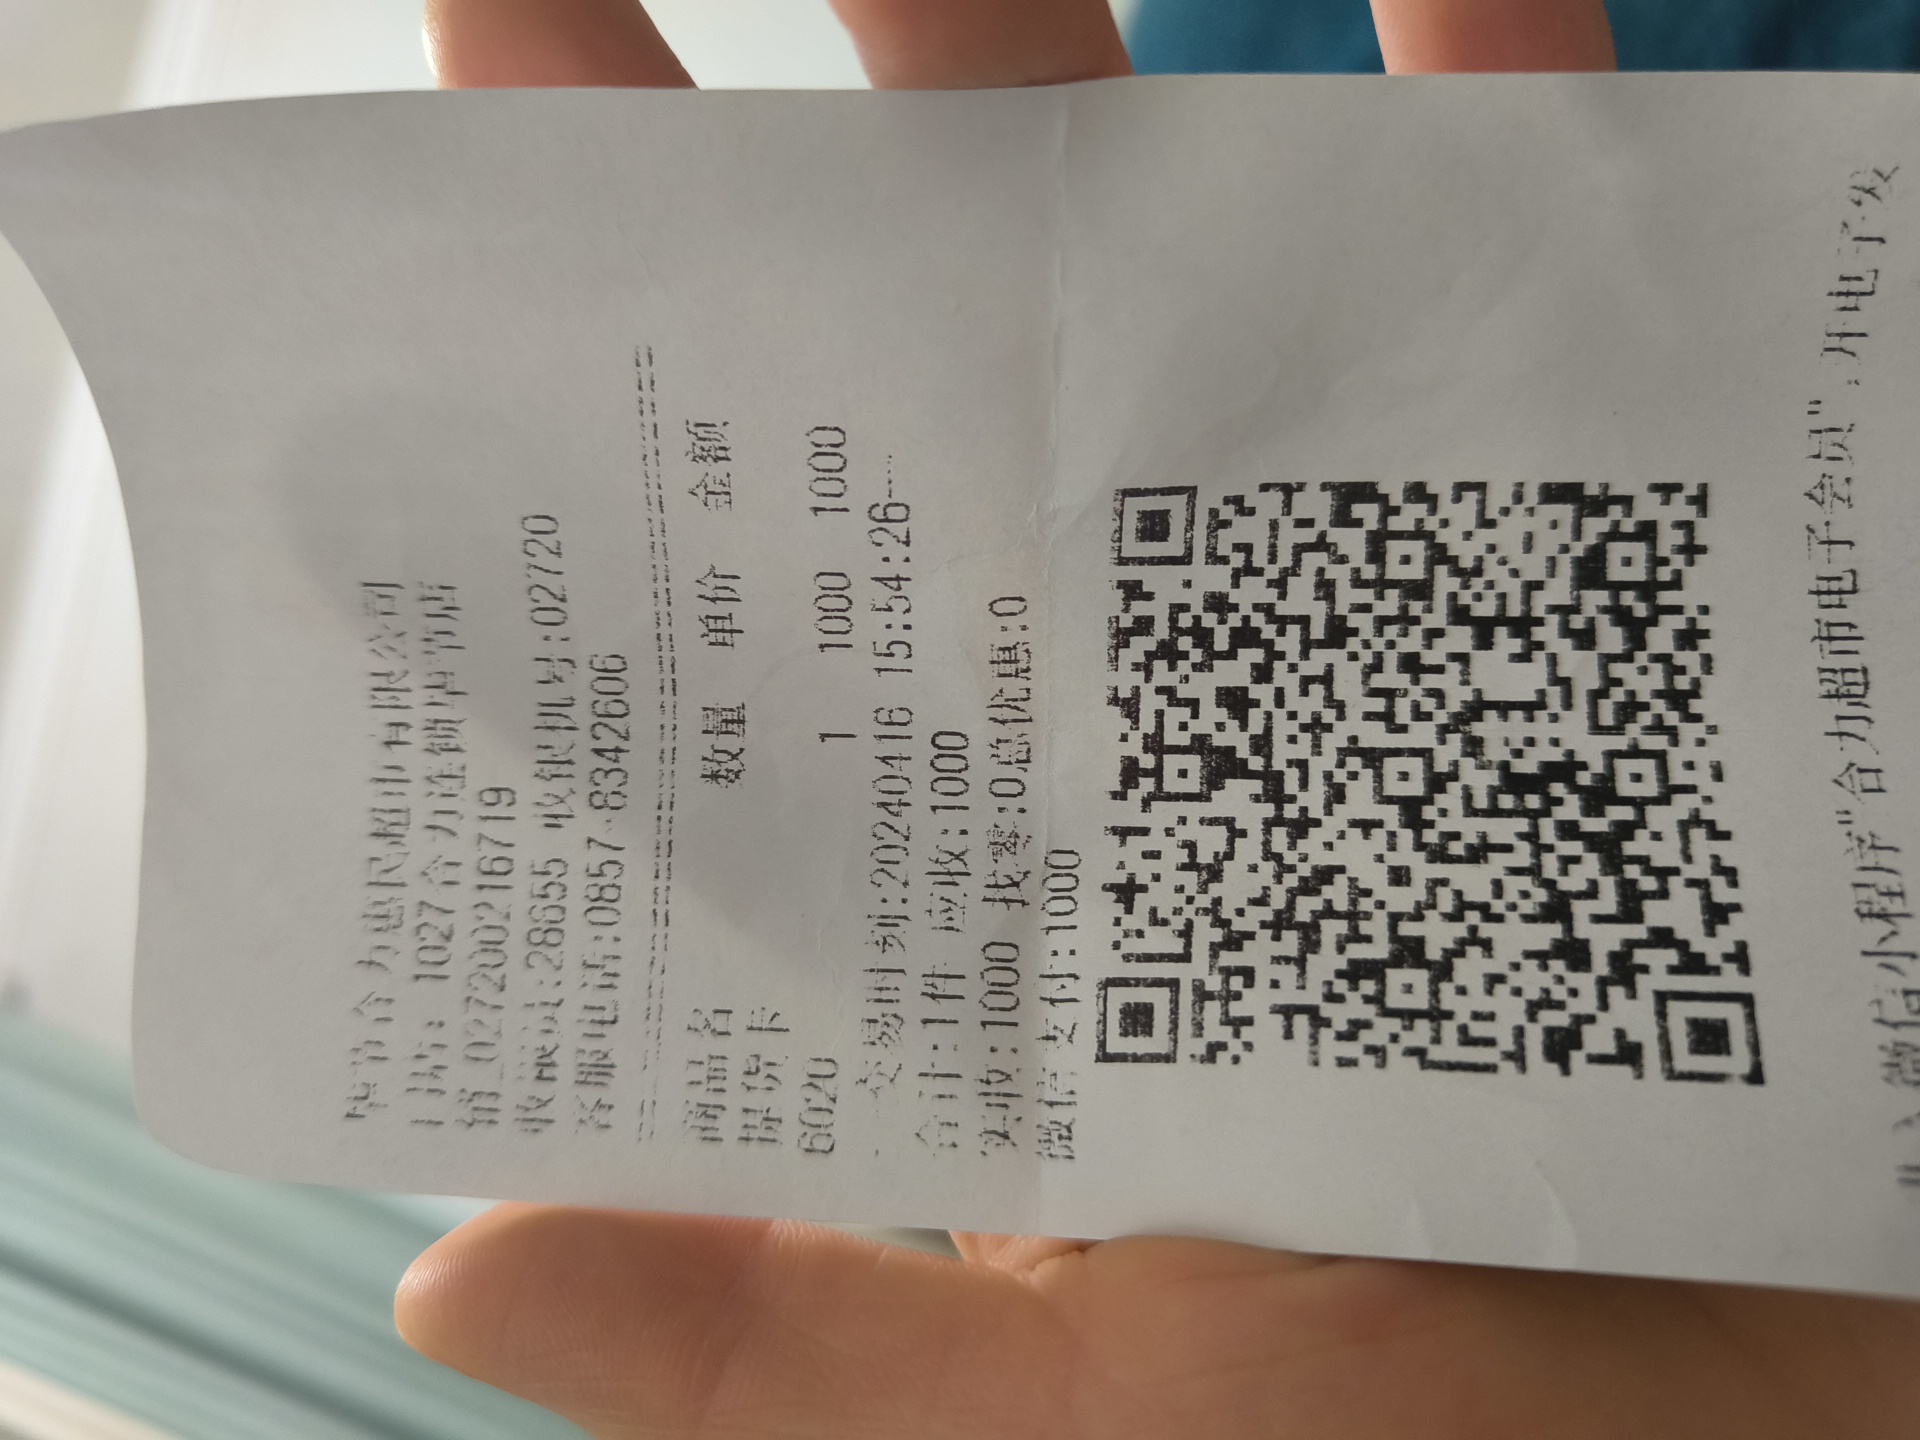 毕节合力惠民超市有限公司
门店: 1027合力连锁毕节店
销_0272002167719
收银员:28655 收银机号:02720
客服电话:0857-8342606
商品名 数量 单价 金额
提货卡
6020 1 1000 1000
交易时刻:20240416 15:54:26----
合计:1件 应收:1000
实收:1000 找零:0总优惠:0
微信支付:1000
进入微信小程序"合力超市电子会员",开电子发